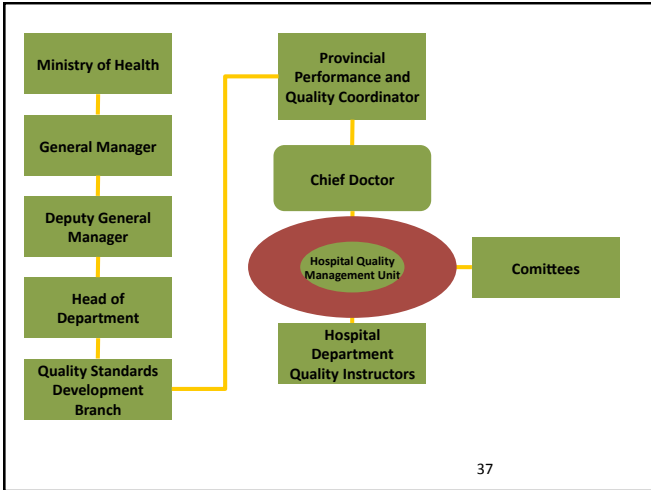 Ministry of Health
General Manager
Deputy General
Manager
Head of
Department
Quality Standards
Development
Branch
Provincial
Performance and
Quality Coordinator
Chief Doctor
Hospital Quality
Management Unit
Comittees
Hospital
Department
Quality Instructors
37